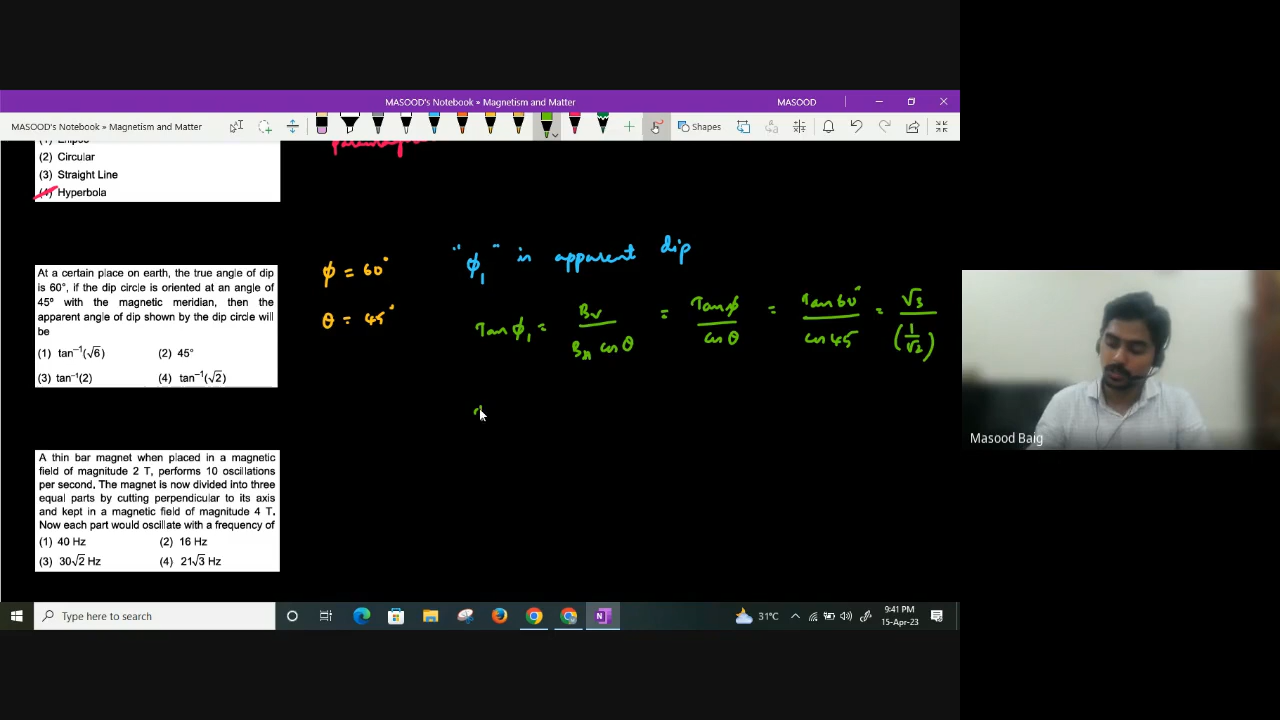 MASOOD's Notebook » Magnetism and Matter
MASOOD
MASOOD's Notebook » Magnetism and Matter
Shapes
(2) Circular
(3) Straight Line
(4) Hyperbola
At a certain place on earth, the true angle of dip
is 60°, if the dip circle is oriented at an angle of
45° with the magnetic meridian, then the
apparent angle of dip shown by the dip circle will
be
(1) tan⁻¹(√6) (2) 45°
(3) tan⁻¹(2) (4) tan⁻¹(√2)
ϕ = 60°
θ = 45°
"ϕ₁" is apparent dip
Tan ϕ₁ = Bv / (BH cos θ) = Tanϕ / cosθ = Tan60° / cos45 = √3 / (1/√2)
A thin bar magnet when placed in a magnetic
field of magnitude 2 T, performs 10 oscillations
per second. The magnet is now divided into three
equal parts by cutting perpendicular to its axis
and kept in a magnetic field of magnitude 4 T.
Now each part would oscillate with a frequency of
(1) 40 Hz (2) 16 Hz
(3) 30√2 Hz (4) 21√3 Hz
Masood Baig
Type here to search
31°C
9:41 PM
15-Apr-23